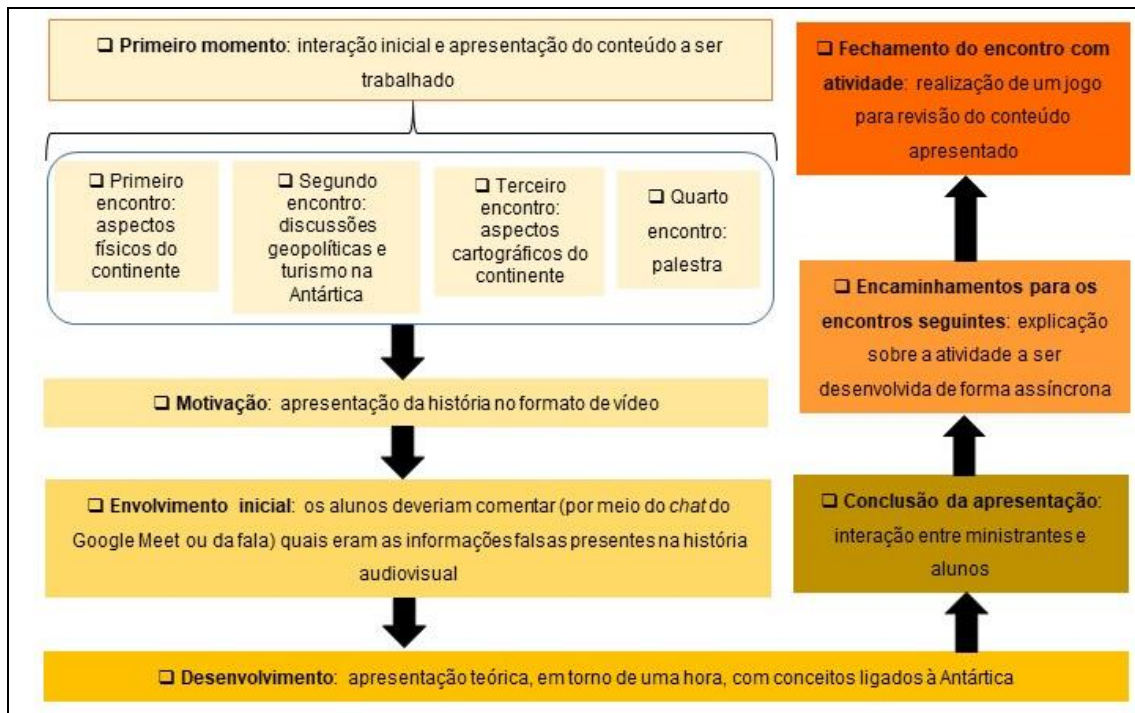 ❑ Primeiro momento: interação inicial e apresentação do conteúdo a ser
trabalhado
❑ Primeiro
encontro:
aspectos
físicos do
continente
❑ Segundo
encontro:
discussões
geopolíticas e
turismo na
Antártica
❑ Terceiro
encontro:
aspectos
cartográficos do
continente
❑ Quarto
encontro:
palestra
❑ Motivação: apresentação da história no formato de vídeo
❑ Envolvimento inicial: os alunos deveriam comentar (por meio do chat do
Google Meet ou da fala) quais eram as informações falsas presentes na história
audiovisual
❑ Desenvolvimento: apresentação teórica, em torno de uma hora, com conceitos ligados à Antártica
❑ Conclusão da apresentação:
interação entre ministrantes e
alunos
❑ Encaminhamentos para os
encontros seguintes: explicação
sobre a atividade a ser
desenvolvida de forma assíncrona
❑ Fechamento do encontro com
atividade: realização de um jogo
para revisão do conteúdo
apresentado